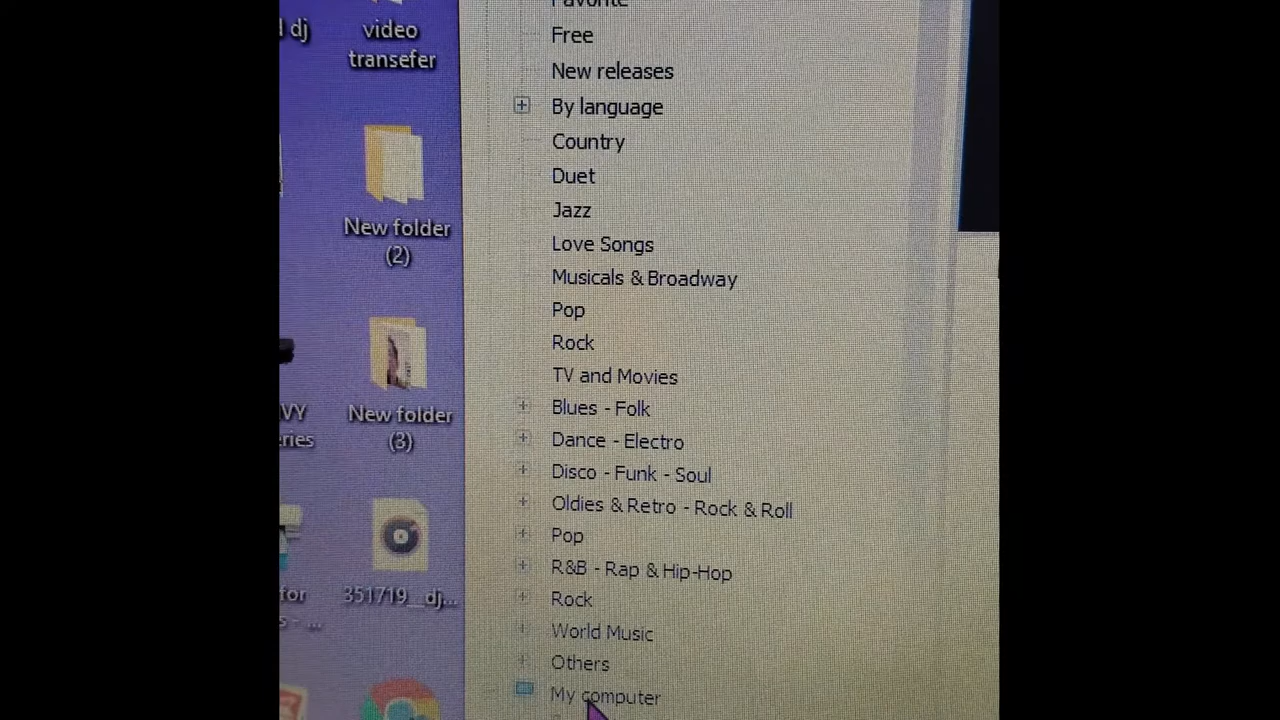 dj
video
transefer
New folder
(2)
New folder
(3)
VY
351719__dj...
for
Favorite
Free
New releases
By language
Country
Duet
Jazz
Love Songs
Musicals & Broadway
Pop
Rock
TV and Movies
Blues - Folk
Dance - Electro
Disco - Funk - Soul
Oldies & Retro - Rock & Roll
Pop
R&B - Rap & Hip-Hop
Rock
World Music
Others
My computer